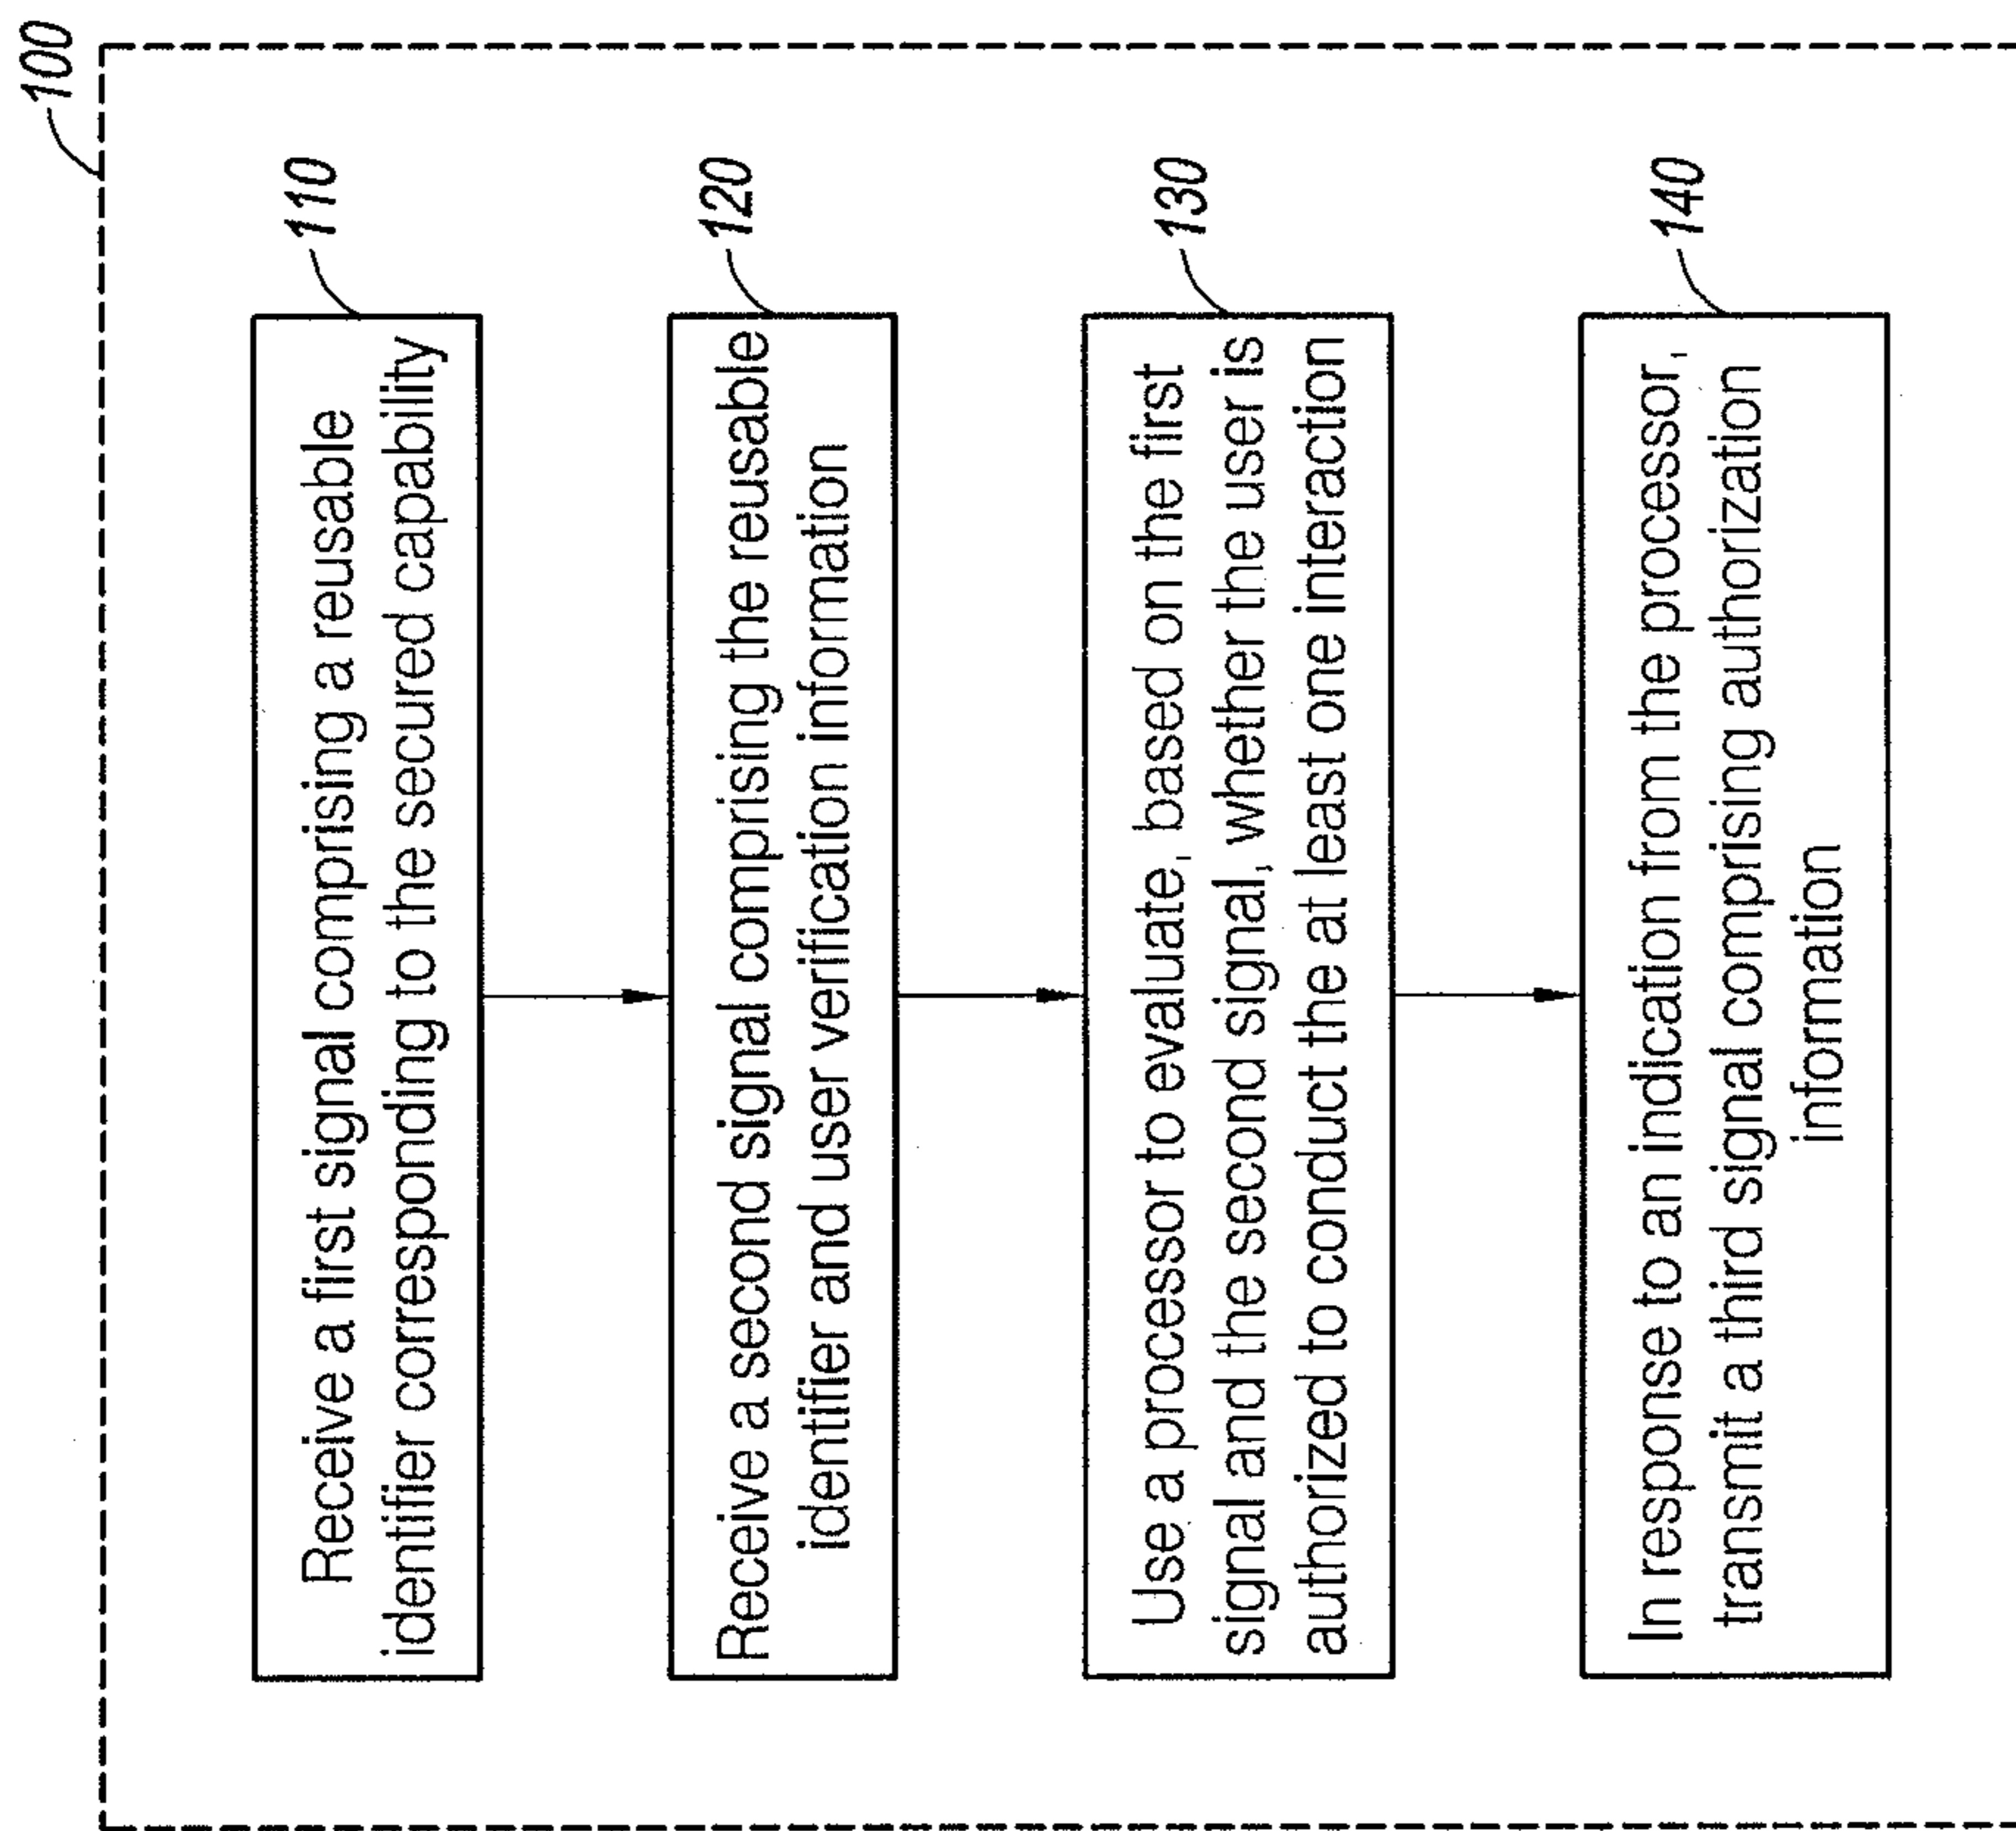 100
110
Receive a first signal comprising a reusable
identifier corresponding to the secured capability
120
Receive a second signal comprising the reusable
identifier and user verification information
130
Use a processor to evaluate, based on the first
signal and the second signal, whether the user is
authorized to conduct the at least one interaction
140
In response to an indication from the processor,
transmit a third signal comprising authorization
information